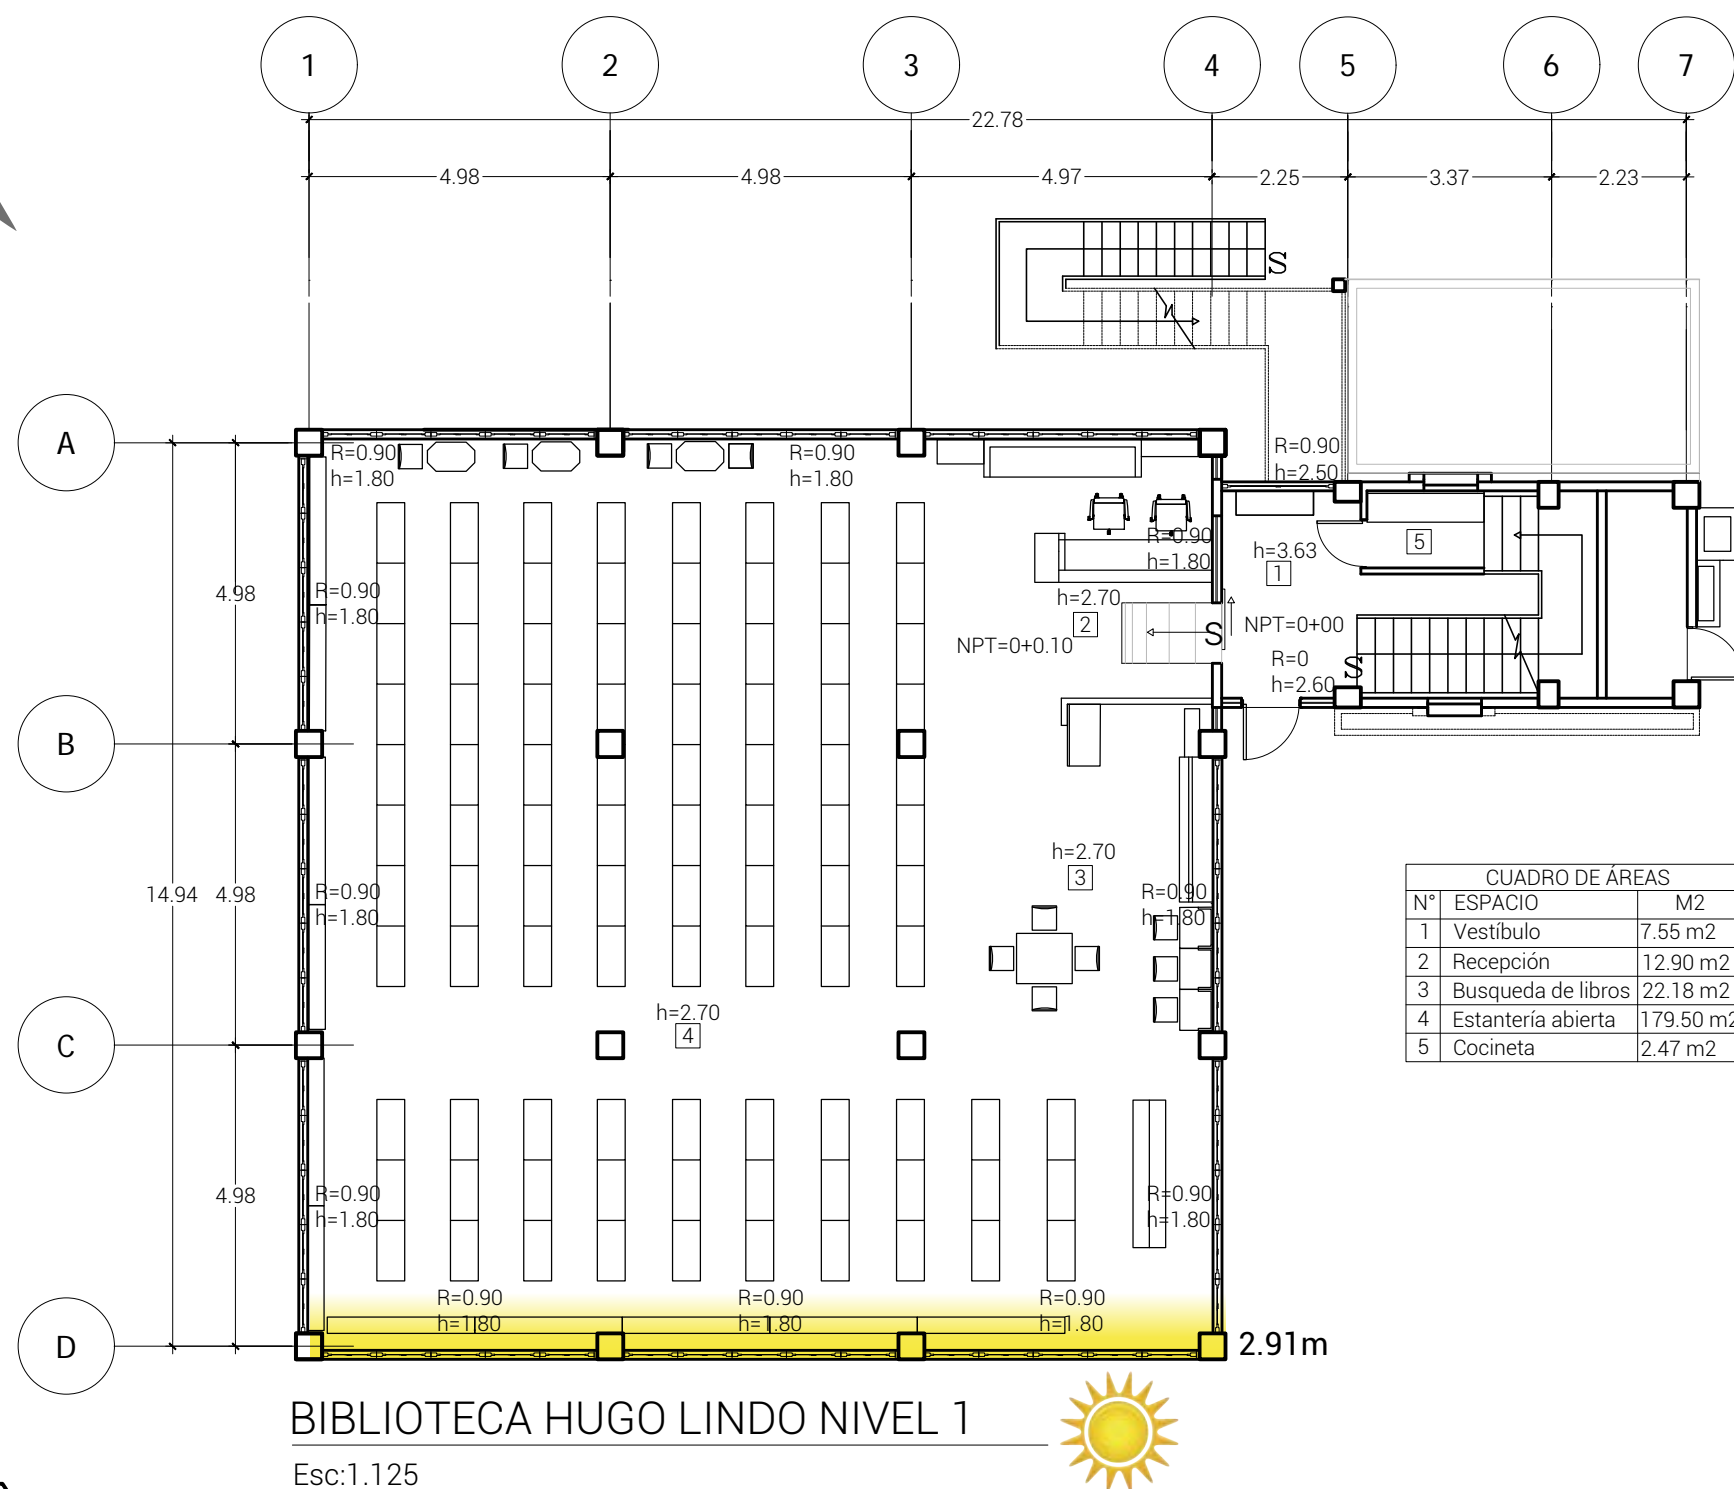 1 2 3 4 5 6 7
22.78
4.98 4.98 4.97 2.25 3.37 2.23
S
A
R=0.90
h=1.80
R=0.90
h=1.80
R=0.90
h=2.50
R=0.90
h=1.80
h=3.63
1
5
4.98
R=0.90
h=1.80
h=2.70
2
NPT=0+0.10
S
NPT=0+00
R=0
h=2.60
S
B
14.94
4.98
R=0.90
h=1.80
h=2.70
3
R=0.90
h=1.80
CUADRO DE ÁREAS
N° ESPACIO M2
1 Vestíbulo 7.55 m2
2 Recepción 12.90 m2
3 Busqueda de libros 22.18 m2
4 Estantería abierta 179.50 m2
5 Cocineta 2.47 m2
h=2.70
4
C
4.98
R=0.90
h=1.80
R=0.90
h=1.80
R=0.90
h=1.80
R=0.90
h=1.80
R=0.90
h=1.80
D
2.91m
BIBLIOTECA HUGO LINDO NIVEL 1
Esc:1.125